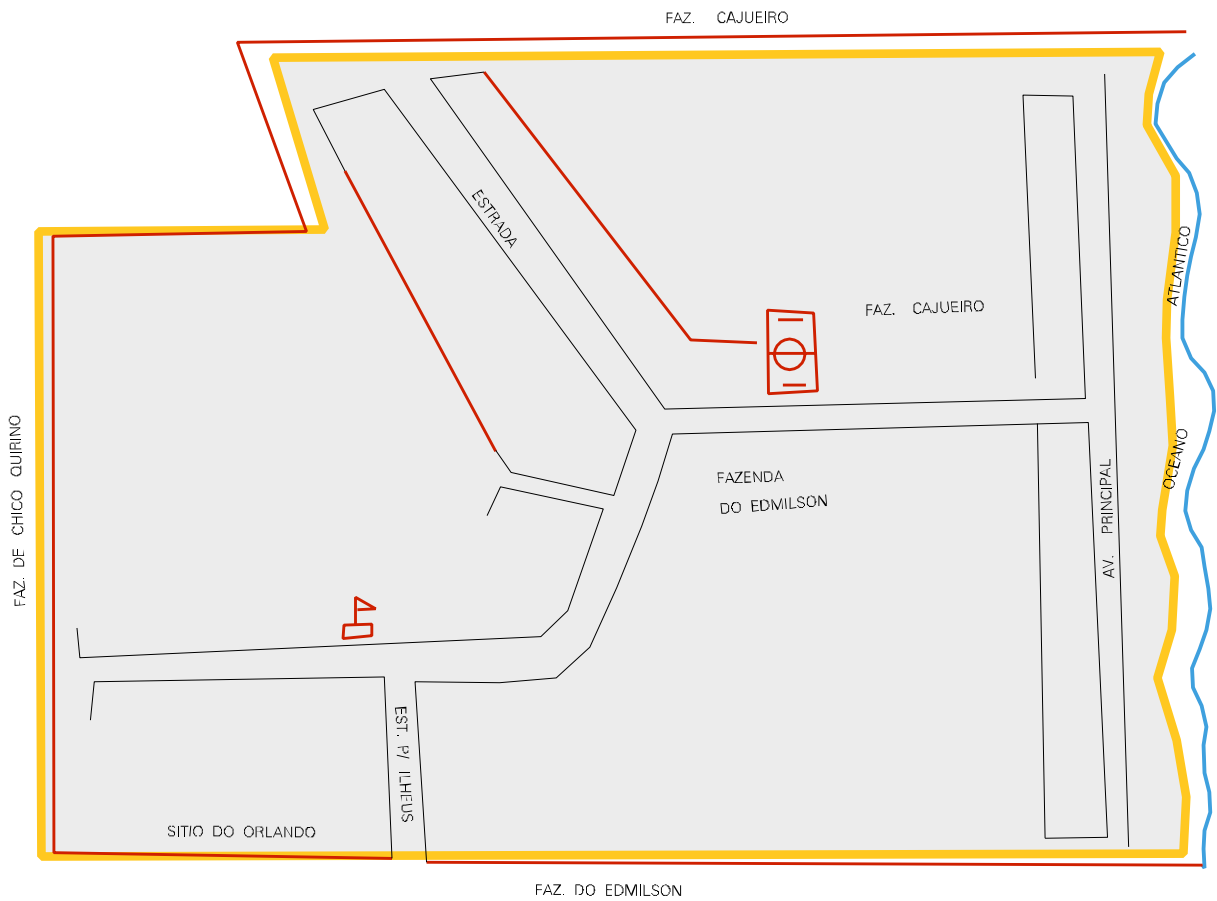 FAZ. CAJUEIRO
ESTRADA
ATLANTICO
FAZ. CAJUEIRO
FAZ. DE CHICO QUIRINO
OCEANO
FAZENDA
DO EDMILSON
AV. PRINCIPAL
EST. P/ ILHEUS
SITIO DO ORLANDO
FAZ. DO EDMILSON